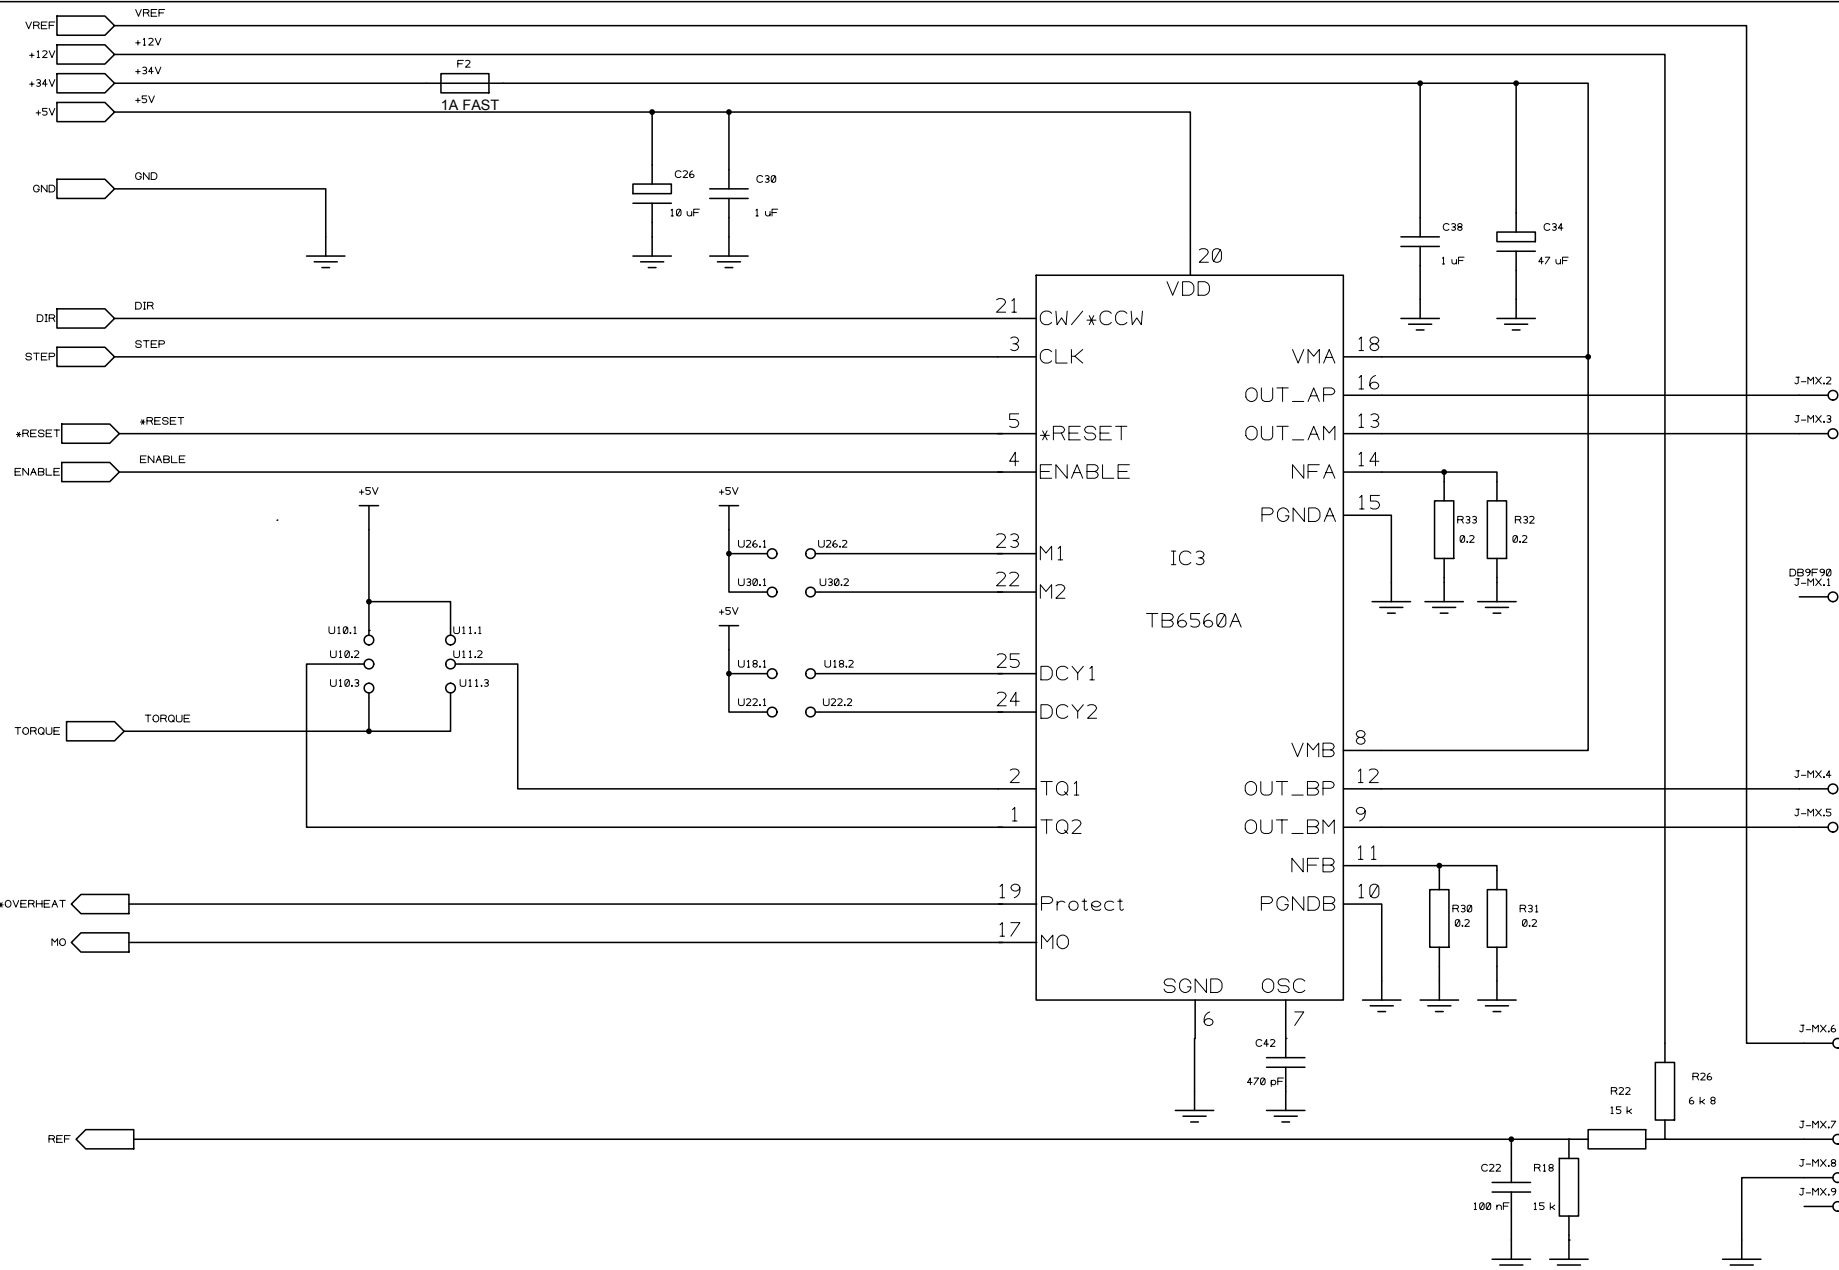 VREF VREF
+12V +12V
+34V +34V
F2
1A FAST
+5V +5V
GND GND
C26
10 uF
C30
1 uF
C38
1 uF
C34
47 uF
20
VDD
DIR DIR
21 CW/*CCW
STEP STEP
3 CLK
VMA 18
OUT_AP 16
J-MX.2
*RESET *RESET
5 *RESET
OUT_AM 13
J-MX.3
ENABLE ENABLE
4 ENABLE
NFA 14
PGNDA 15
R33
0.2
R32
0.2
+5V
+5V
U26.1 U26.2
23 M1
U30.1 U30.2
22 M2
IC3
TB6560A
DB9F90
J-MX.1
+5V
U10.1 U11.1
U10.2 U11.2
U10.3 U11.3
U18.1 U18.2
25 DCY1
U22.1 U22.2
24 DCY2
TORQUE TORQUE
VMB 8
2 TQ1
OUT_BP 12
J-MX.4
1 TQ2
OUT_BM 9
J-MX.5
NFB 11
*OVERHEAT
19 Protect
PGNDB 10
R30
0.2
R31
0.2
MO
17 MO
SGND OSC
6 7
C42
470 pF
J-MX.6
R22
15 k
R26
6 k 8
REF
J-MX.7
C22
100 nF
R18
15 k
J-MX.8
J-MX.9